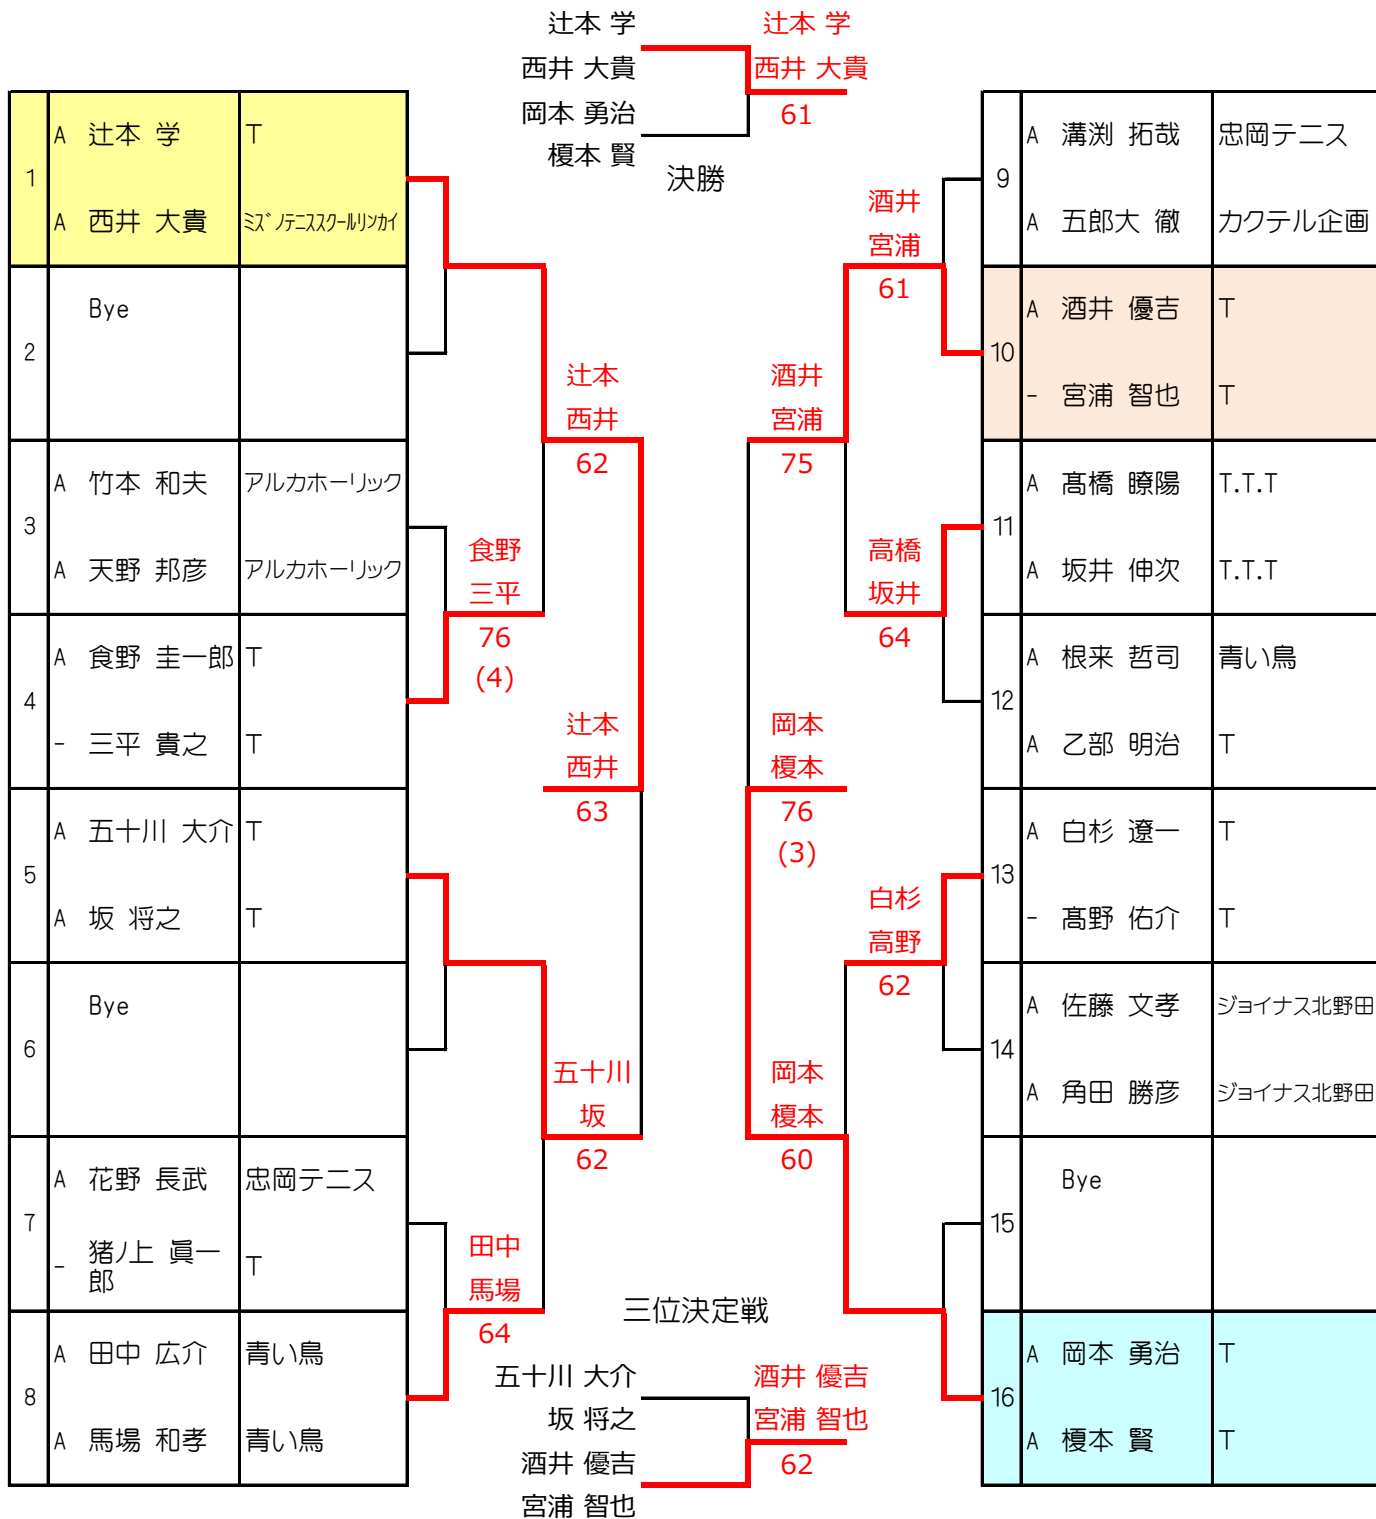 辻本 学
西井 大貴
岡本 勇治
榎本 賢
辻本 学
西井 大貴
61
決勝
1
A 辻本 学 T
A 西井 大貴 ミズノテニススクールリンカイ
2
Bye
3
A 竹本 和夫 アルカホーリック
A 天野 邦彦 アルカホーリック
4
A 食野 圭一郎 T
- 三平 貴之 T
5
A 五十川 大介 T
A 坂 将之 T
6
Bye
7
A 花野 長武 忠岡テニス
- 猪ノ上 眞一
郎 T
8
A 田中 広介 青い鳥
A 馬場 和孝 青い鳥
食野
三平
76
(4)
田中
馬場
64
辻本
西井
62
五十川
坂
62
辻本
西井
63
岡本
榎本
76
(3)
酒井
宮浦
75
岡本
榎本
60
酒井
宮浦
61
高橋
坂井
64
白杉
高野
62
9
A 溝渕 拓哉 忠岡テニス
A 五郎大 徹 カクテル企画
10
A 酒井 優吉 T
- 宮浦 智也 T
11
A 髙橋 瞭陽 T.T.T
A 坂井 伸次 T.T.T
12
A 根来 哲司 青い鳥
A 乙部 明治 T
13
A 白杉 遼一 T
- 髙野 佑介 T
14
A 佐藤 文孝 ジョイナス北野田
A 角田 勝彦 ジョイナス北野田
15
Bye
16
A 岡本 勇治 T
A 榎本 賢 T
三位決定戦
五十川 大介
坂 将之
酒井 優吉
宮浦 智也
酒井 優吉
宮浦 智也
62